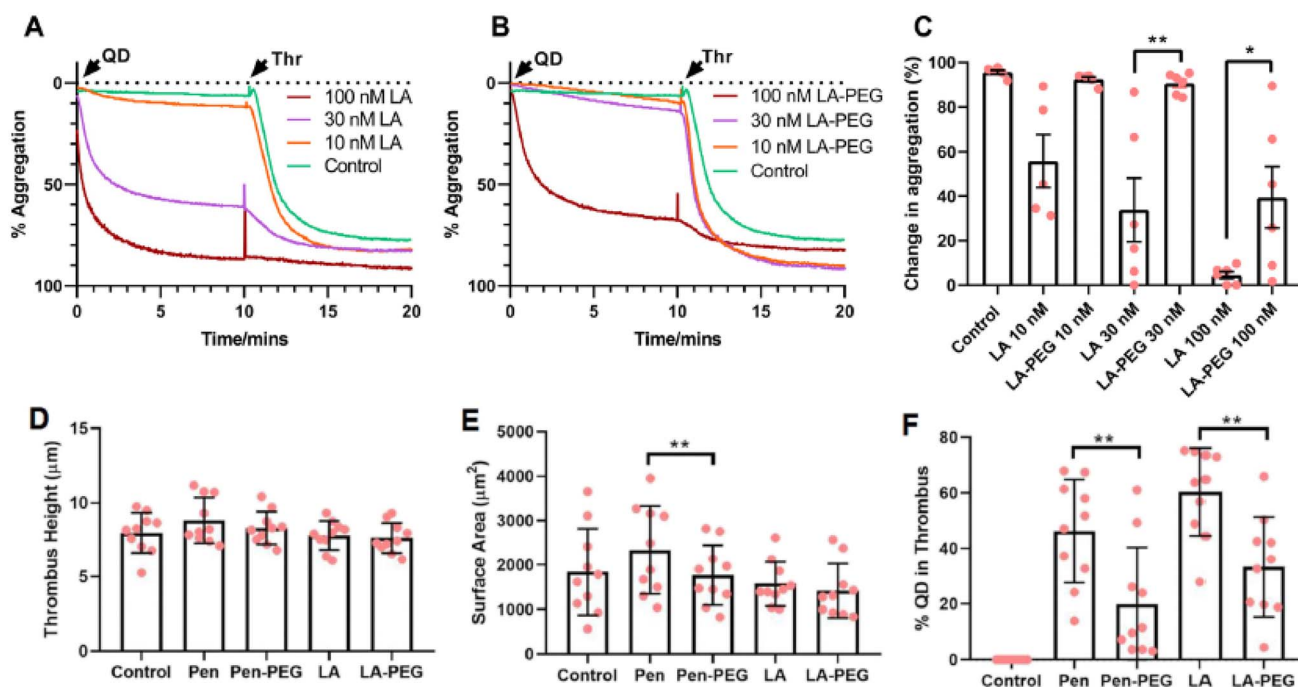 A
QD
Thr
0
50
100
% Aggregation
100 nM LA
30 nM LA
10 nM LA
Control
0 5 10 15 20
Time/mins
B
QD
Thr
0
50
100
% Aggregation
100 nM LA-PEG
30 nM LA-PEG
10 nM LA-PEG
Control
0 5 10 15 20
Time/mins
C
** *
100
80
60
40
20
0
Change in aggregation (%)
Control
LA 10 nM
LA-PEG 10 nM
LA 30 nM
LA-PEG 30 nM
LA 100 nM
LA-PEG 100 nM
D
15
10
5
0
Thrombus Height (μm)
Control Pen Pen-PEG LA LA-PEG
E
**
5000
4000
3000
2000
1000
0
Surface Area (μm²)
Control Pen Pen-PEG LA LA-PEG
F
** **
80
60
40
20
0
% QD in Thrombus
Control Pen Pen-PEG LA LA-PEG